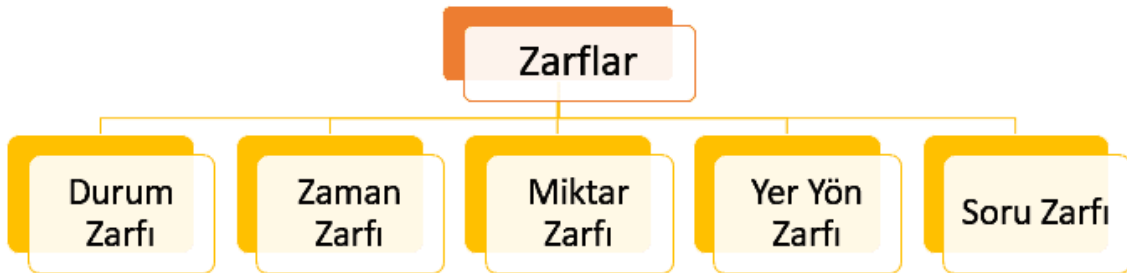 Zarflar
Durum
Zarfı
Zaman
Zarfı
Miktar
Zarfı
Yer Yön
Zarfı
Soru Zarfı